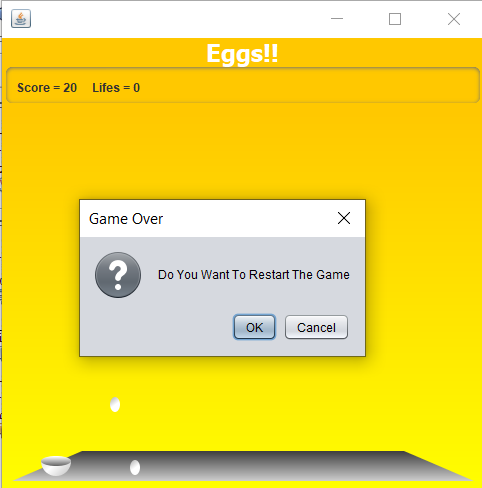 Eggs!!
Score = 20 Lifes = 0
Game Over
?
Do You Want To Restart The Game
OK Cancel